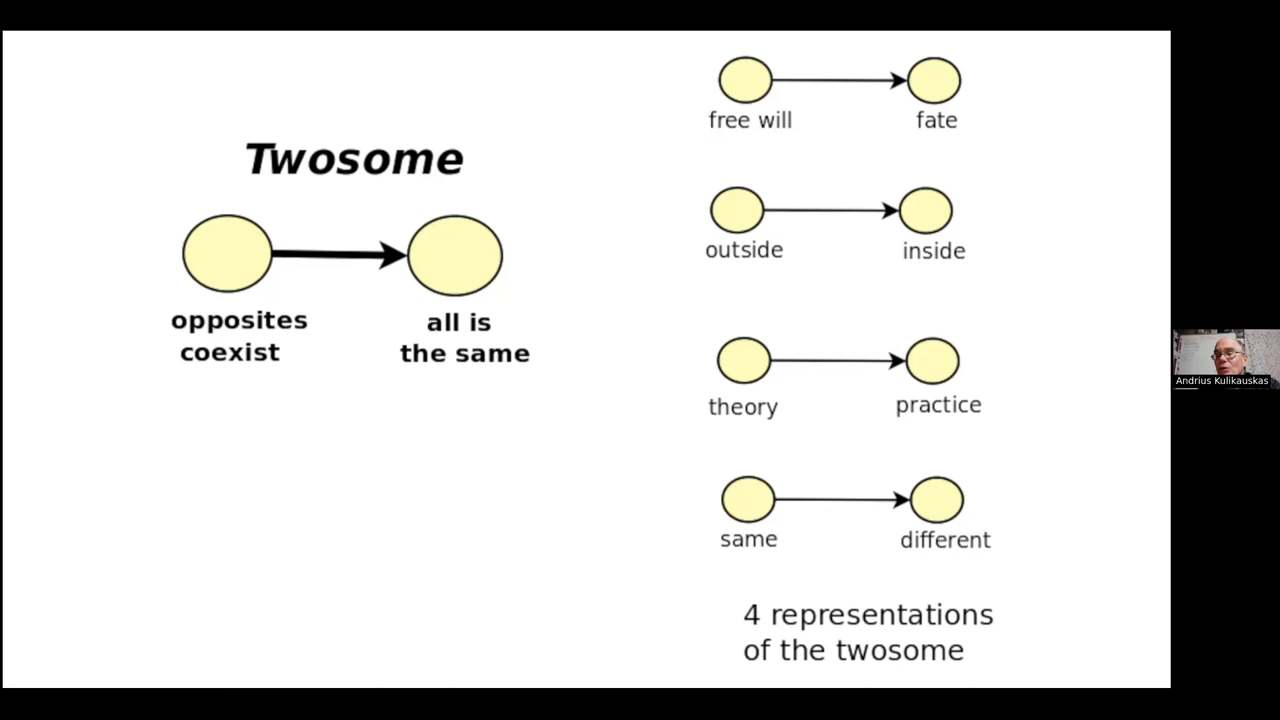 Twosome
opposites
coexist
all is
the same
free will
fate
outside
inside
theory
practice
same
different
4 representations
of the twosome
Andrius Kulikauskas